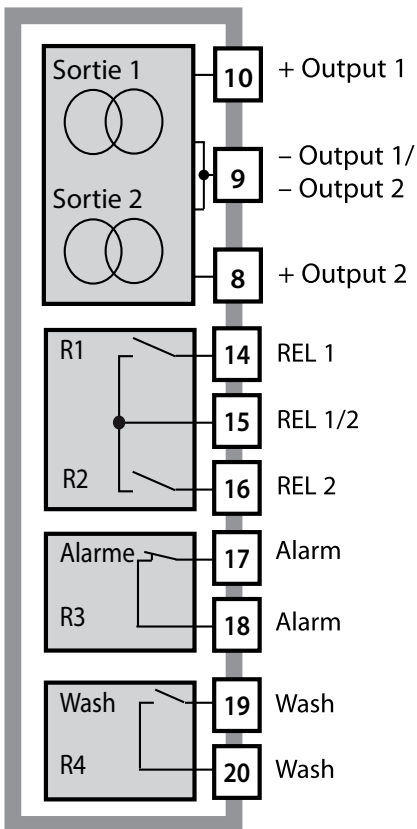 Sortie 1
10
+ Output 1
9
– Output 1/
– Output 2
Sortie 2
8
+ Output 2
R1
14
REL 1
15
REL 1/2
R2
16
REL 2
Alarme
17
Alarm
R3
18
Alarm
Wash
19
Wash
R4
20
Wash